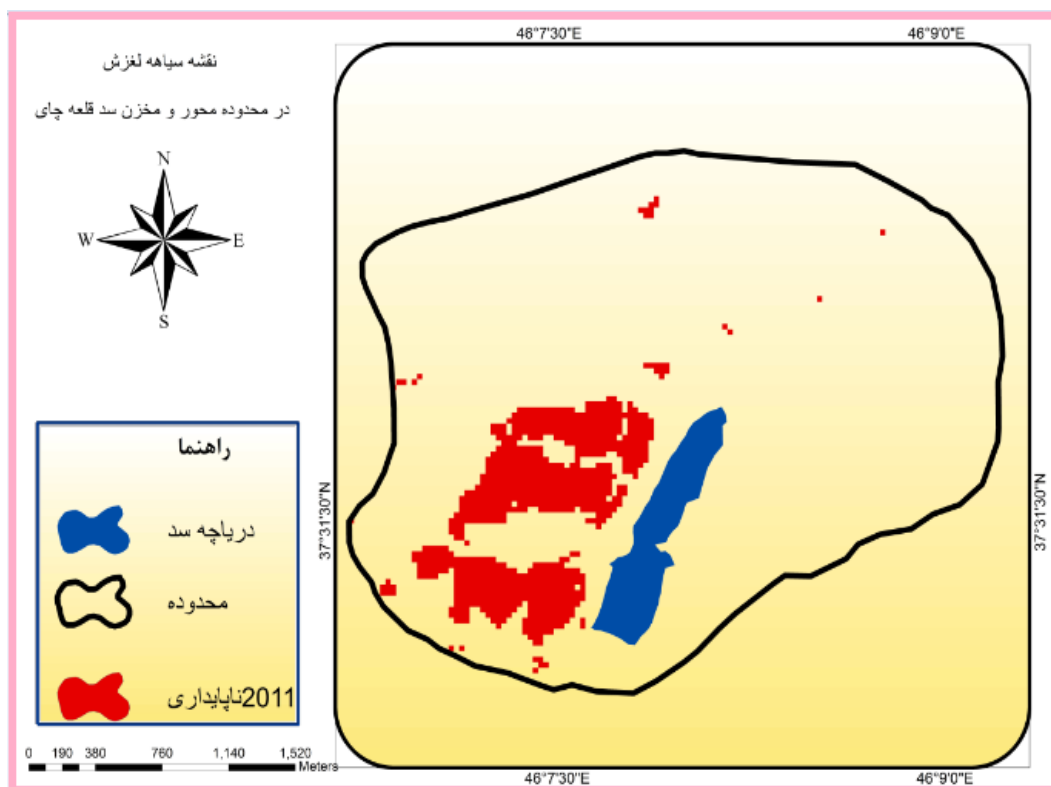 نقشه سیاهه لغزش
در محدوده محور و مخزن سد قلعه چای
N
W
E
S
راهنما
دریاچه سد
محدوده
ناپایداری2011
0 190 380 760 1,140 1,520
Meters
46°7'30"E
46°9'0"E
37°31'30"N
37°31'30"N
46°7'30"E
46°9'0"E